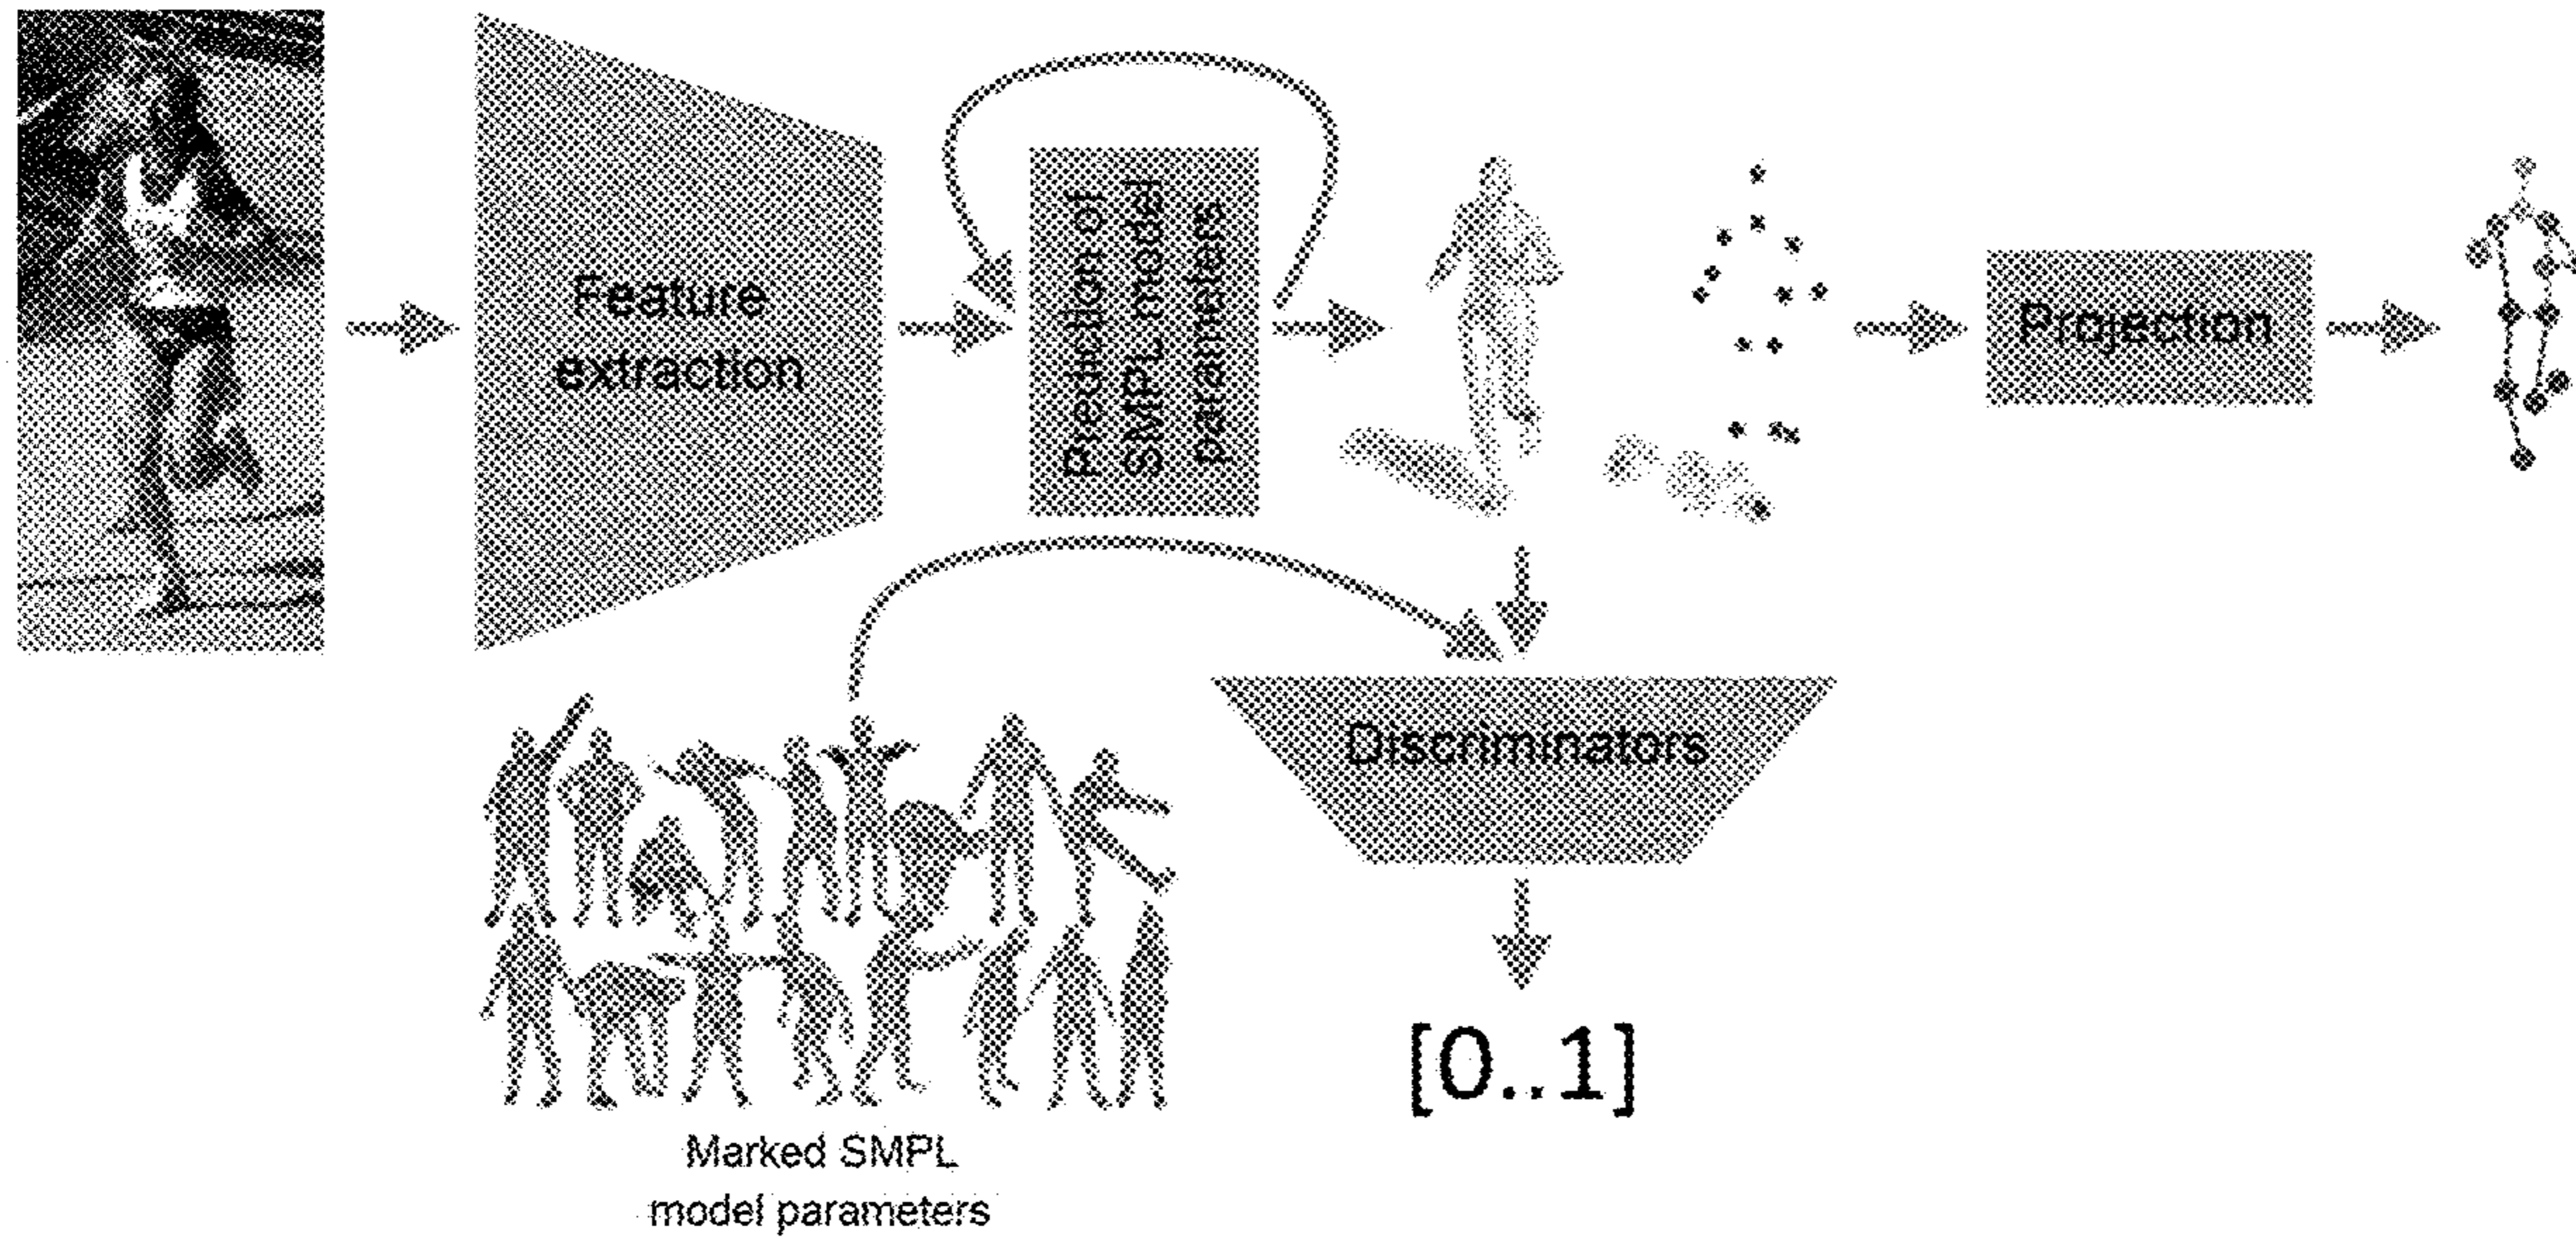 Feature
extraction
Prediction of
SMPL model
parameters
Projection
Discriminators
[0..1]
Marked SMPL
model parameters